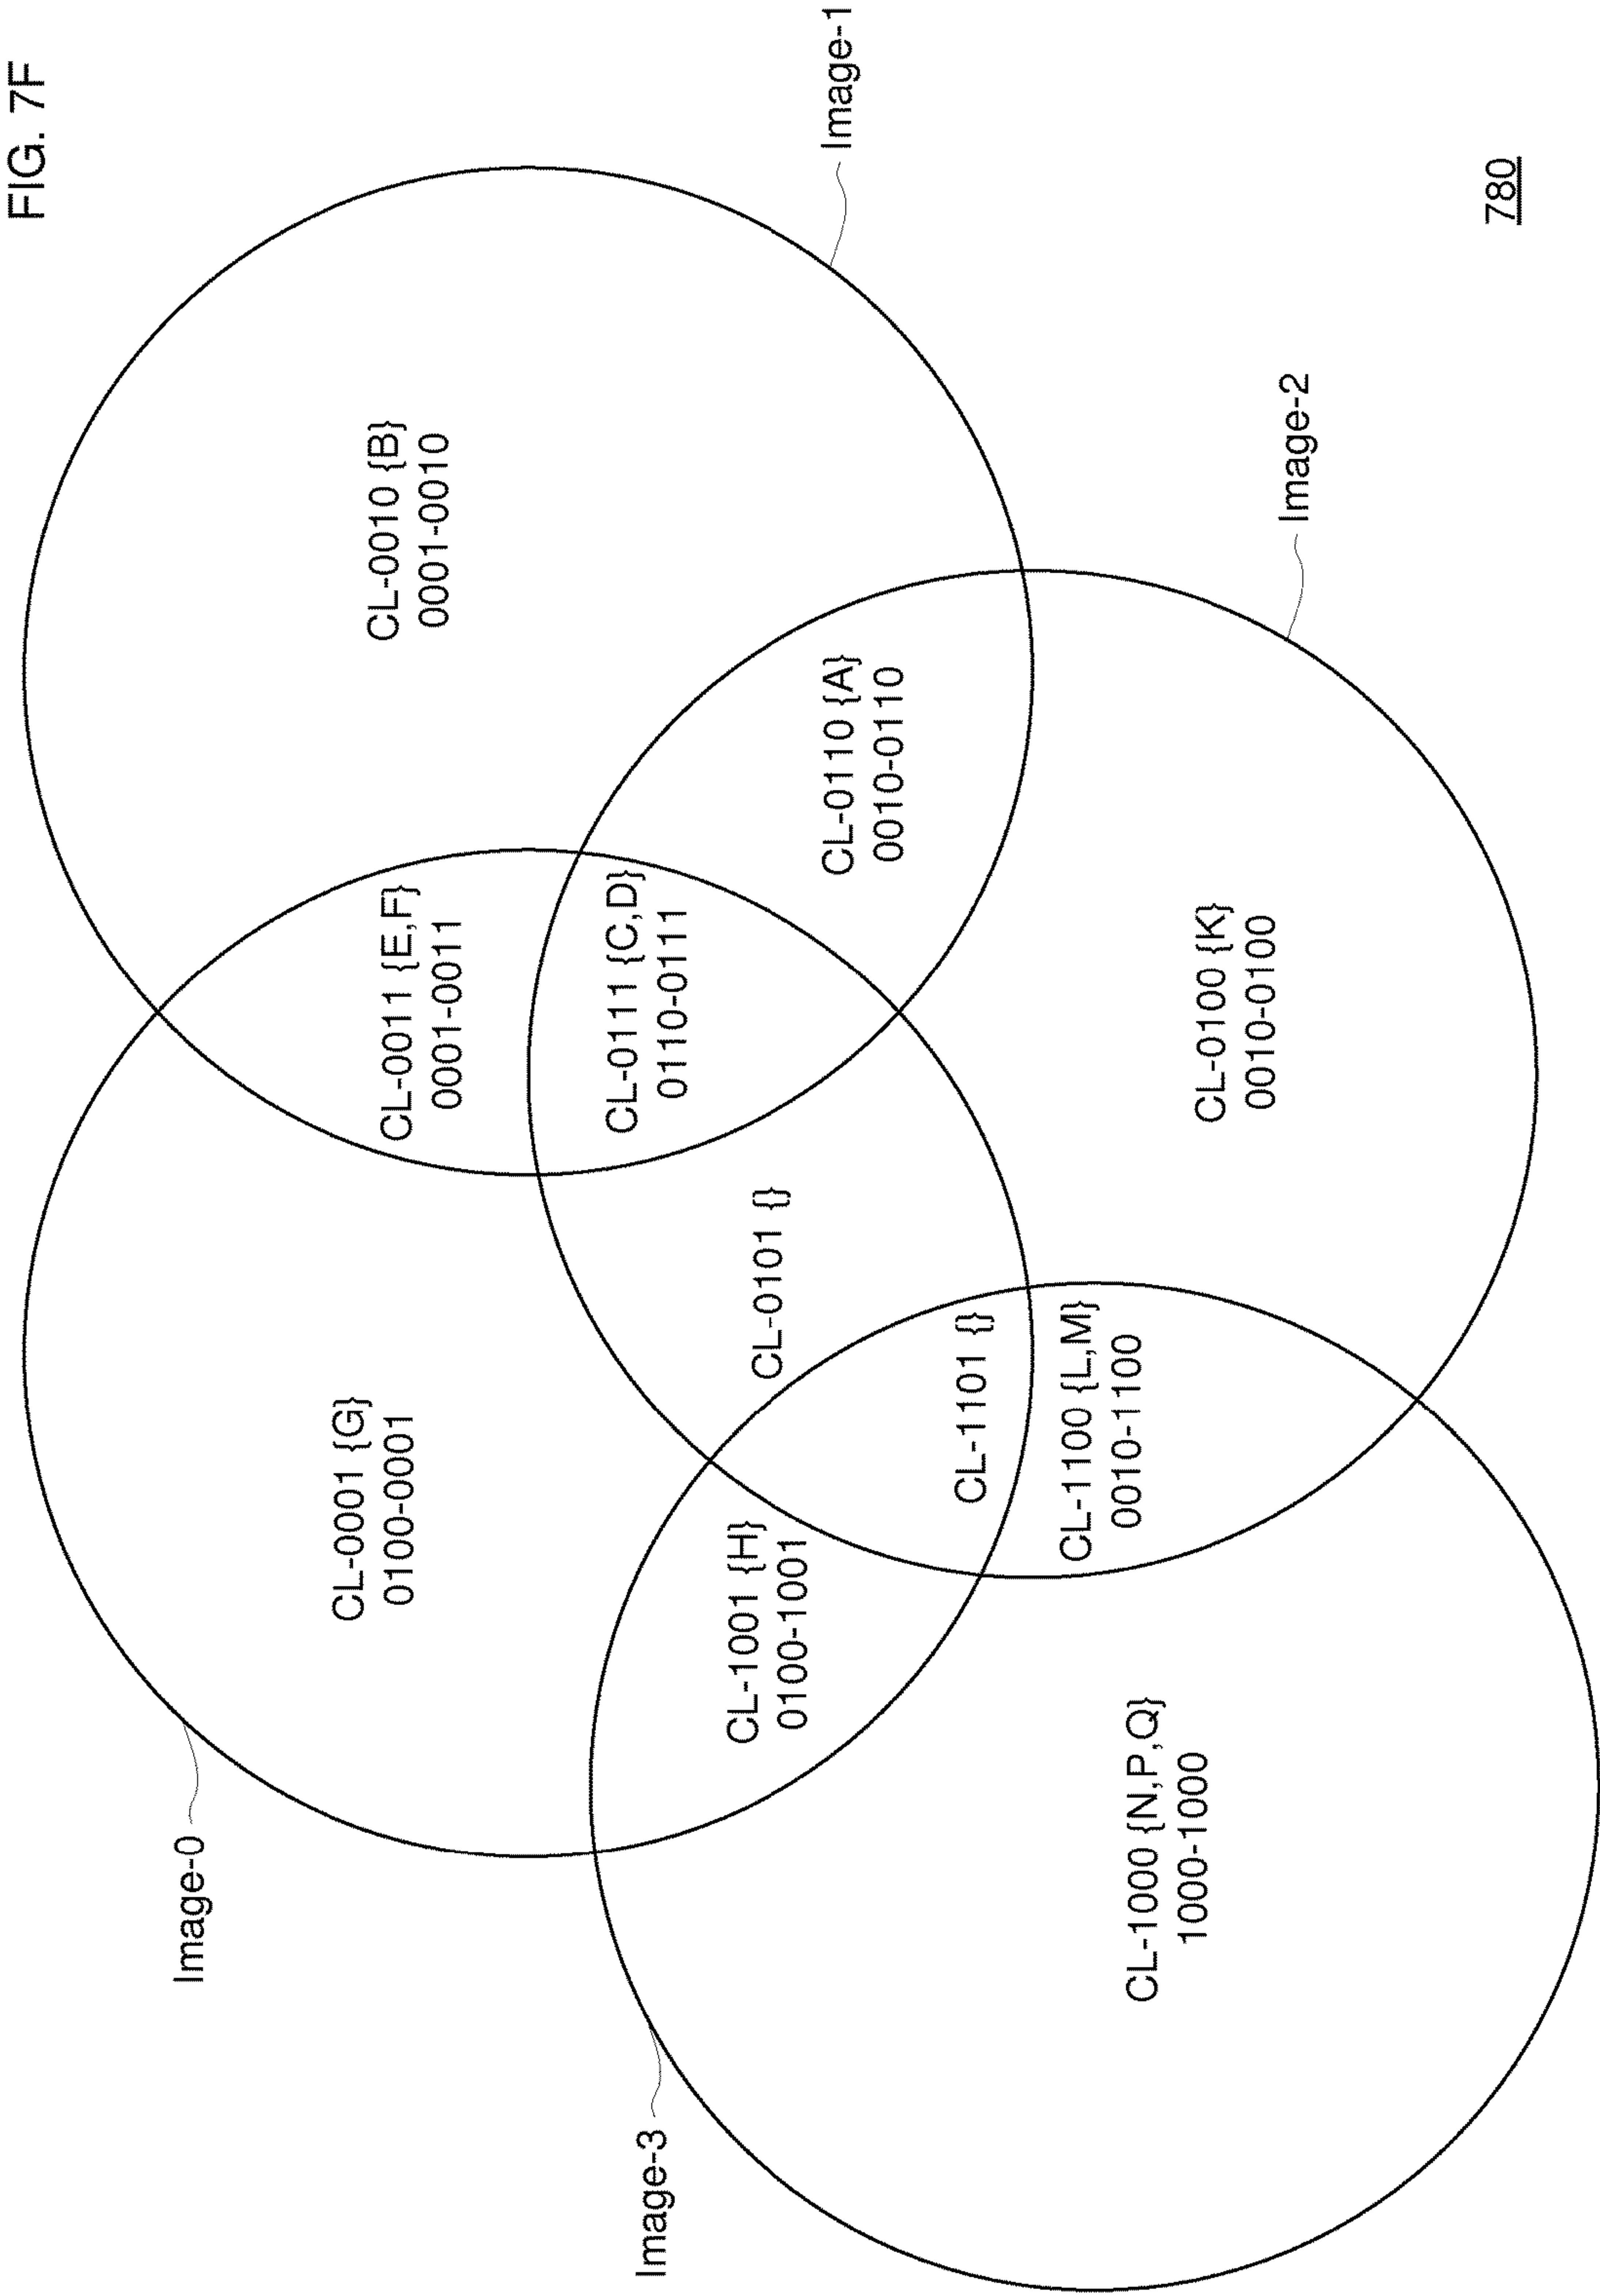 FIG. 7F
Image-0
Image-1
CL-0001 {G}
0100-0001
CL-0011 {E,F}
0001-0011
CL-0010 {B}
0001-0010
CL-0111 {C,D}
0110-0111
Image-3
CL-1001 {H}
0100-1001
CL-0101 {}
CL-0110 {A}
0010-0110
CL-1101 {}
CL-1100 {L,M}
0010-1100
CL-1000 {N,P,Q}
1000-1000
CL-0100 {K}
0010-0100
Image-2
780